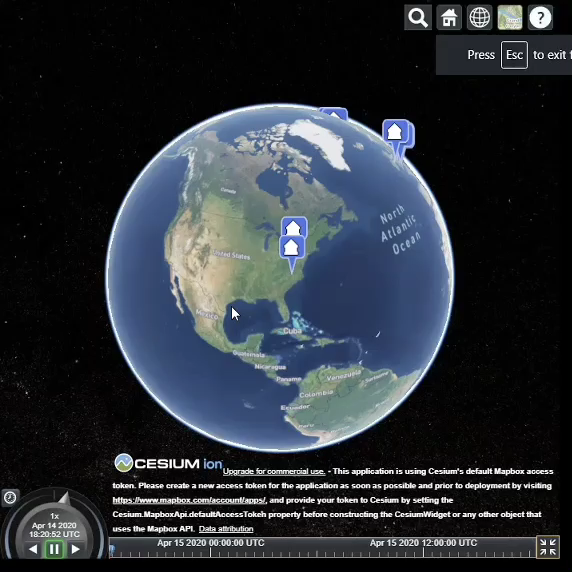 Press Esc to exit f
Canada
United States
North
Atlantic
Ocean
Mexico
Cuba
Guatemala
Nicaragua
Panama
Venezuela
Suriname
Colombia
Ecuador
CESIUM ion Upgrade for commercial use. - This application is using Cesium's default Mapbox access
token. Please create a new access token for the application as soon as possible and prior to deployment by visiting
https://www.mapbox.com/account/apps/, and provide your token to Cesium by setting the
Cesium.MapboxApi.defaultAccessToken property before constructing the CesiumWidget or any other object that
uses the Mapbox API. Data attribution
1x
Apr 14 2020
18:20:52 UTC
Apr 15 2020 00:00:00 UTC
Apr 15 2020 12:00:00 UTC